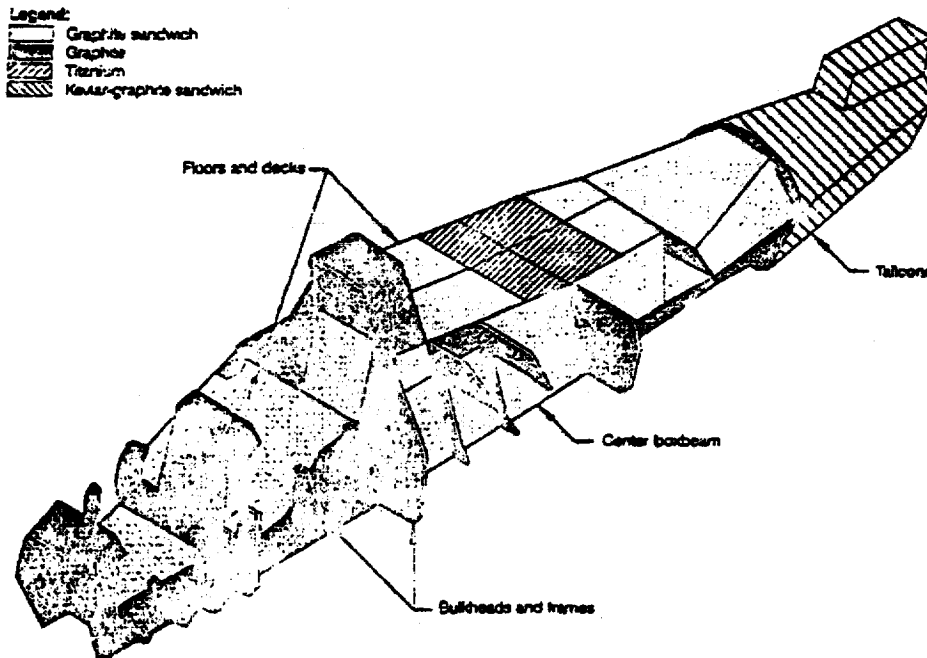 Legend:
Graphite sandwich
Graphite
Titanium
Kevlar-graphite sandwich
Floors and decks
Tailcone
Center boxbeam
Bulkheads and frames